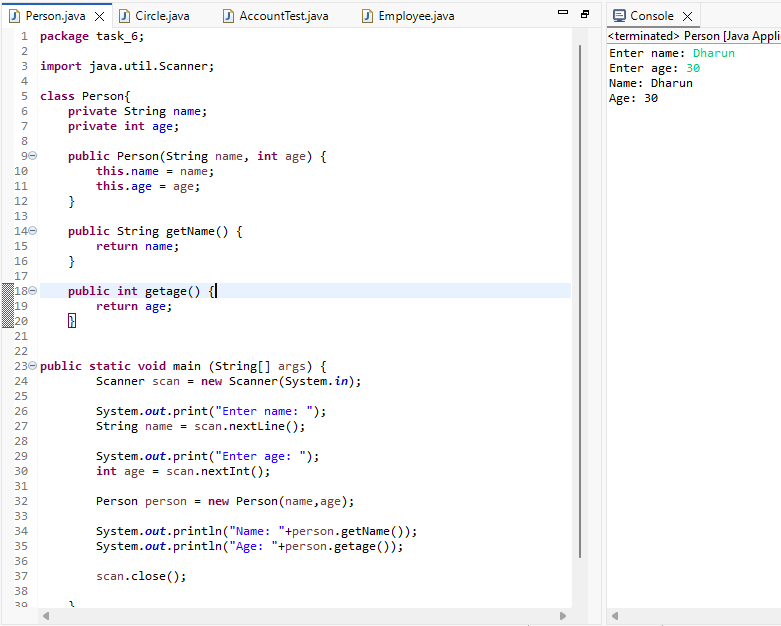 Person.java
Circle.java
AccountTest.java
Employee.java
1 package task_6;
2
3 import java.util.Scanner;
4
5 class Person{
6 private String name;
7 private int age;
8
9 public Person(String name, int age) {
10 this.name = name;
11 this.age = age;
12 }
13
14 public String getName() {
15 return name;
16 }
17
18 public int getage() {
19 return age;
20 }
21
22
23 public static void main (String[] args) {
24 Scanner scan = new Scanner(System.in);
25
26 System.out.print("Enter name: ");
27 String name = scan.nextLine();
28
29 System.out.print("Enter age: ");
30 int age = scan.nextInt();
31
32 Person person = new Person(name,age);
33
34 System.out.println("Name: "+person.getName());
35 System.out.println("Age: "+person.getage());
36
37 scan.close();
38
39 }
Console
<terminated> Person [Java Appli
Enter name: Dharun
Enter age: 30
Name: Dharun
Age: 30